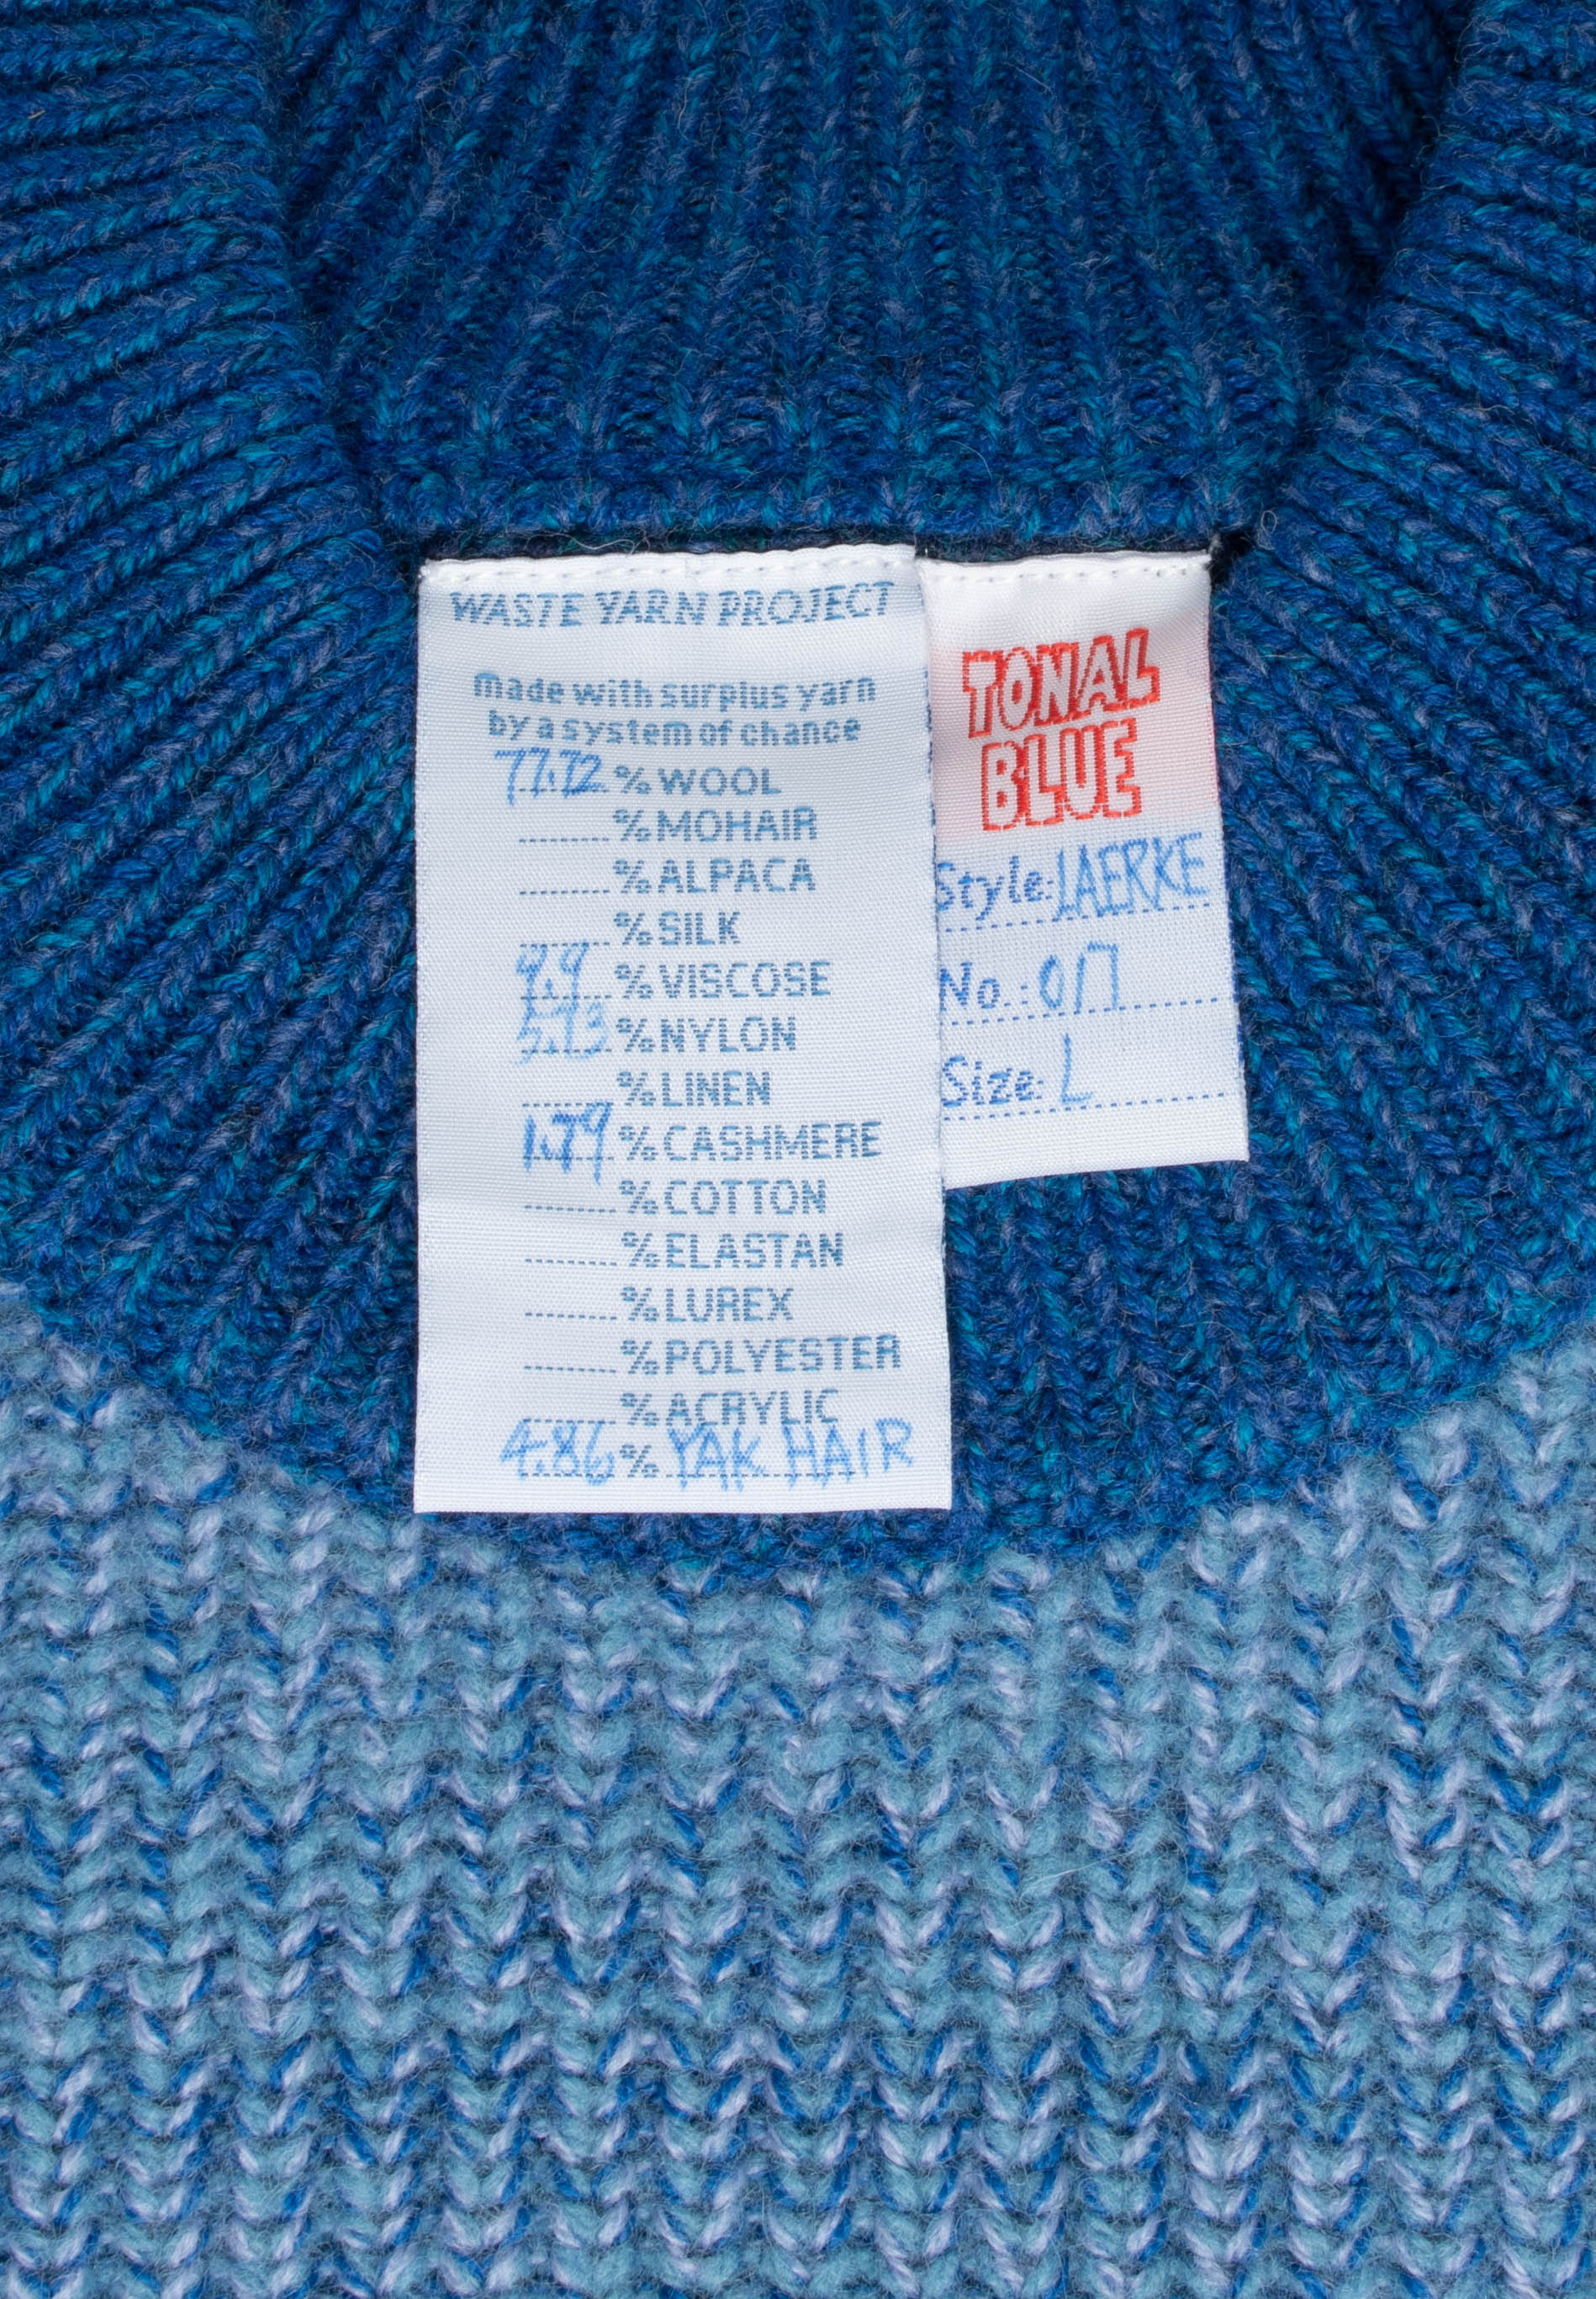 WASTE YARN PROJECT
made with surplus yarn
by a system of chance
77.72 % WOOL
% MOHAIR
% ALPACA
% SILK
9.9 % VISCOSE
5.73 % NYLON
% LINEN
1.79 % CASHMERE
% COTTON
% ELASTAN
% LUREX
% POLYESTER
% ACRYLIC
4.86 % YAK HAIR
TONAL
BLUE
Style: LAERKE
No.: 017
Size: L